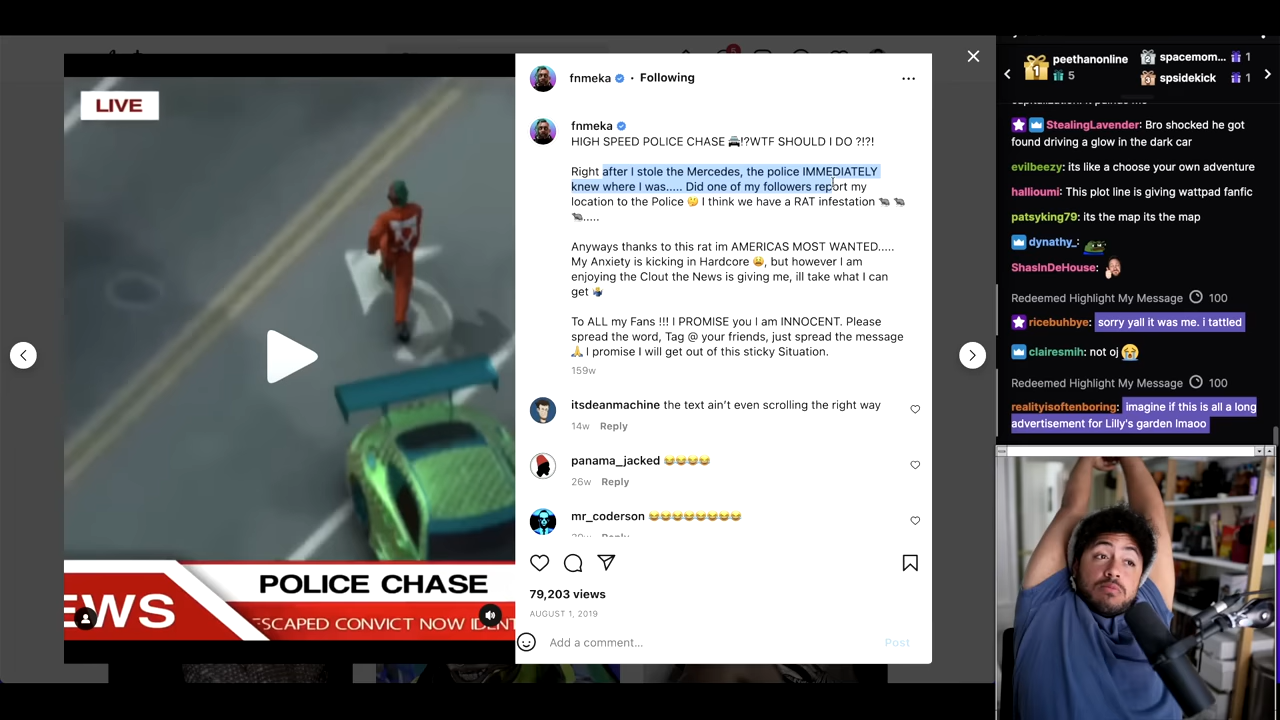 LIVE
EWS
POLICE CHASE
ESCAPED CONVICT NOW IDENT
fnmeka • Following
fnmeka
HIGH SPEED POLICE CHASE 🚔!?WTF SHOULD I DO ?!?!
Right after I stole the Mercedes, the police IMMEDIATELY
knew where I was..... Did one of my followers report my
location to the Police 🤔 I think we have a RAT infestation 🐀 🐀
🐀.....
Anyways thanks to this rat im AMERICAS MOST WANTED.....
My Anxiety is kicking in Hardcore 😩, but however I am
enjoying the Clout the News is giving me, ill take what I can
get 🤷
To ALL my Fans !!! I PROMISE you I am INNOCENT. Please
spread the word, Tag @ your friends, just spread the message
🙏 I promise I will get out of this sticky Situation.
159w
itsdeanmachine the text ain't even scrolling the right way
14w Reply
panama_jacked 😂😂😂😂
26w Reply
mr_coderson 😂😂😂😂😂😂😂😂
Reply
79,203 views
AUGUST 1, 2019
Add a comment...
Post
1 peethanonline
5
2 spacemom... 1
3 spsidekick 1
StealingLavender: Bro shocked he got
found driving a glow in the dark car
evilbeezy: its like a choose your own adventure
hallioumi: This plot line is giving wattpad fanfic
patsyking79: its the map its the map
dynathy_:
ShasInDeHouse:
Redeemed Highlight My Message 100
ricebuhbye: sorry yall it was me. i tattled
clairesmih: not oj 😭
Redeemed Highlight My Message 100
realityisoftenboring: imagine if this is all a long
advertisement for Lilly's garden lmaoo